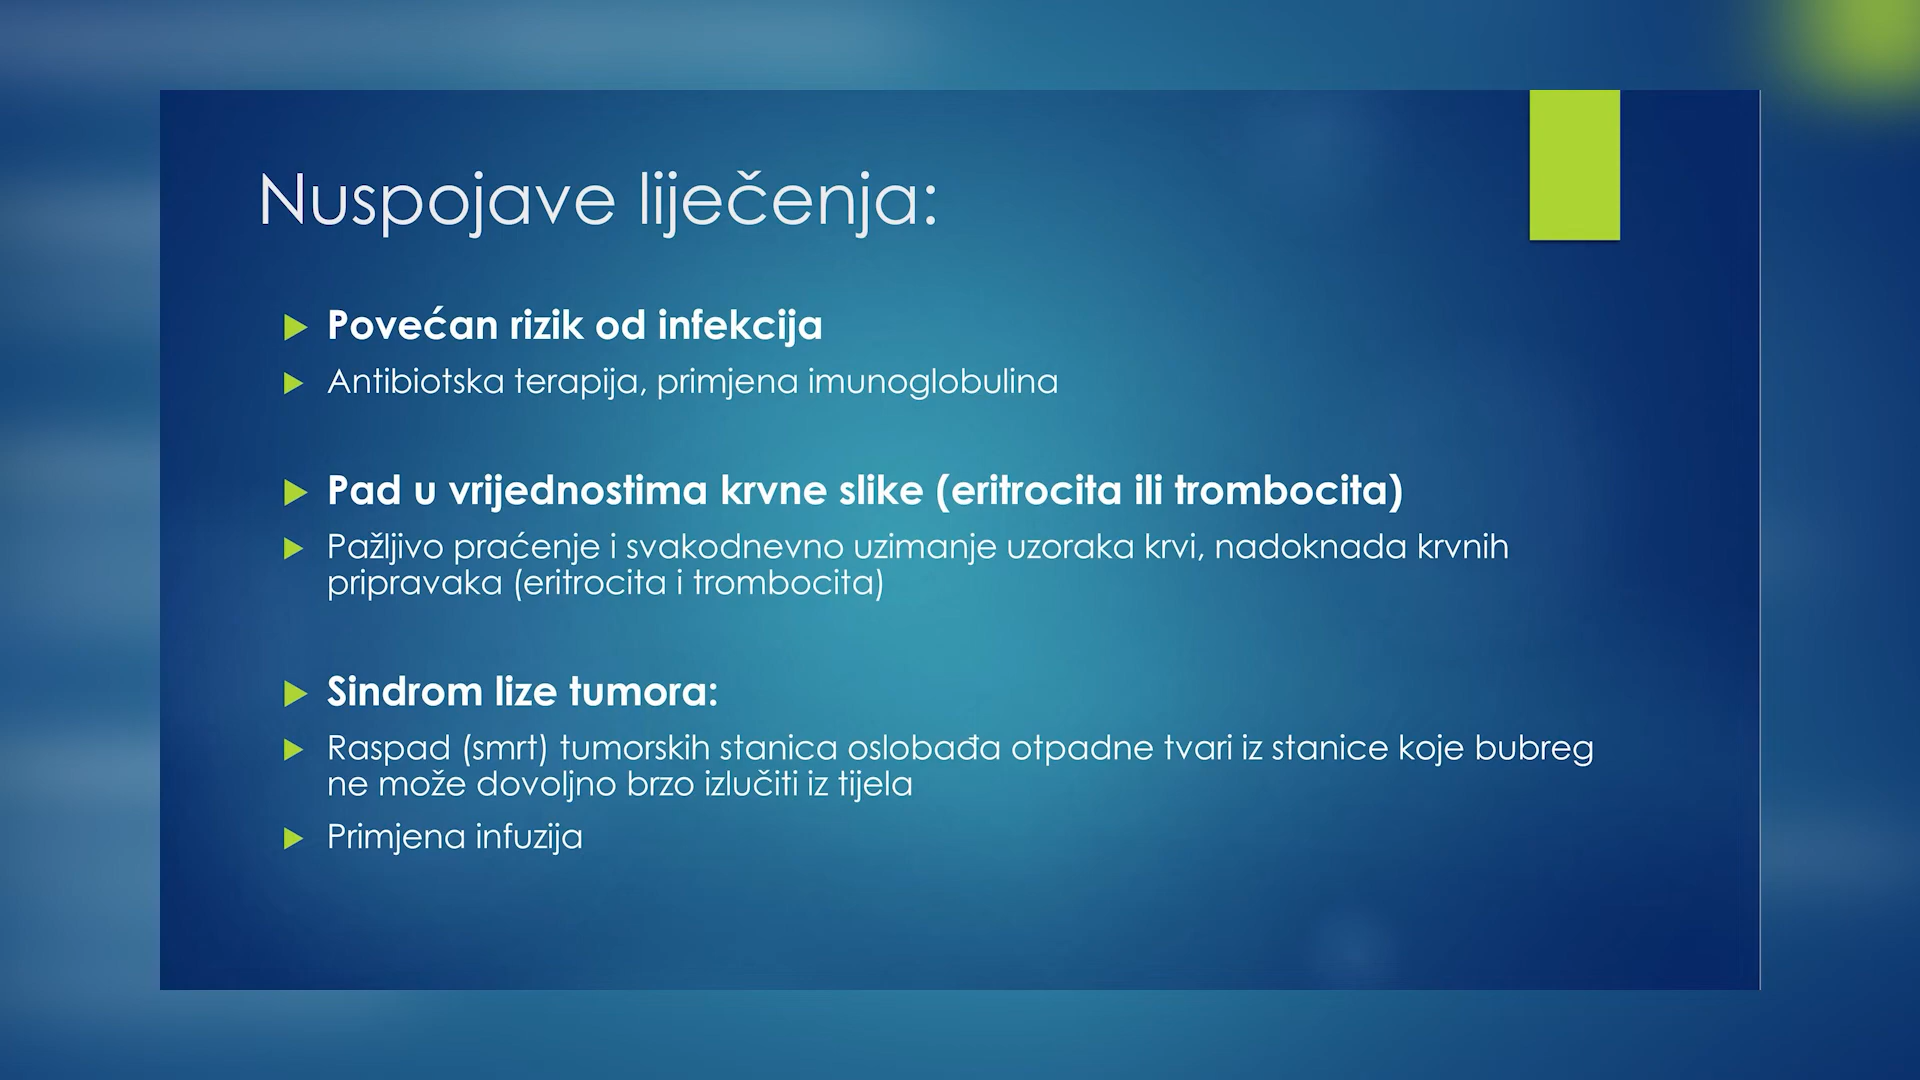 Nuspojave liječenja:
Povećan rizik od infekcija
Antibiotska terapija, primjena imunoglobulina
Pad u vrijednostima krvne slike (eritrocita ili trombocita)
Pažljivo praćenje i svakodnevno uzimanje uzoraka krvi, nadoknada krvnih
pripravaka (eritrocita i trombocita)
Sindrom lize tumora:
Raspad (smrt) tumorskih stanica oslobađa otpadne tvari iz stanice koje bubreg
ne može dovoljno brzo izlučiti iz tijela
Primjena infuzija